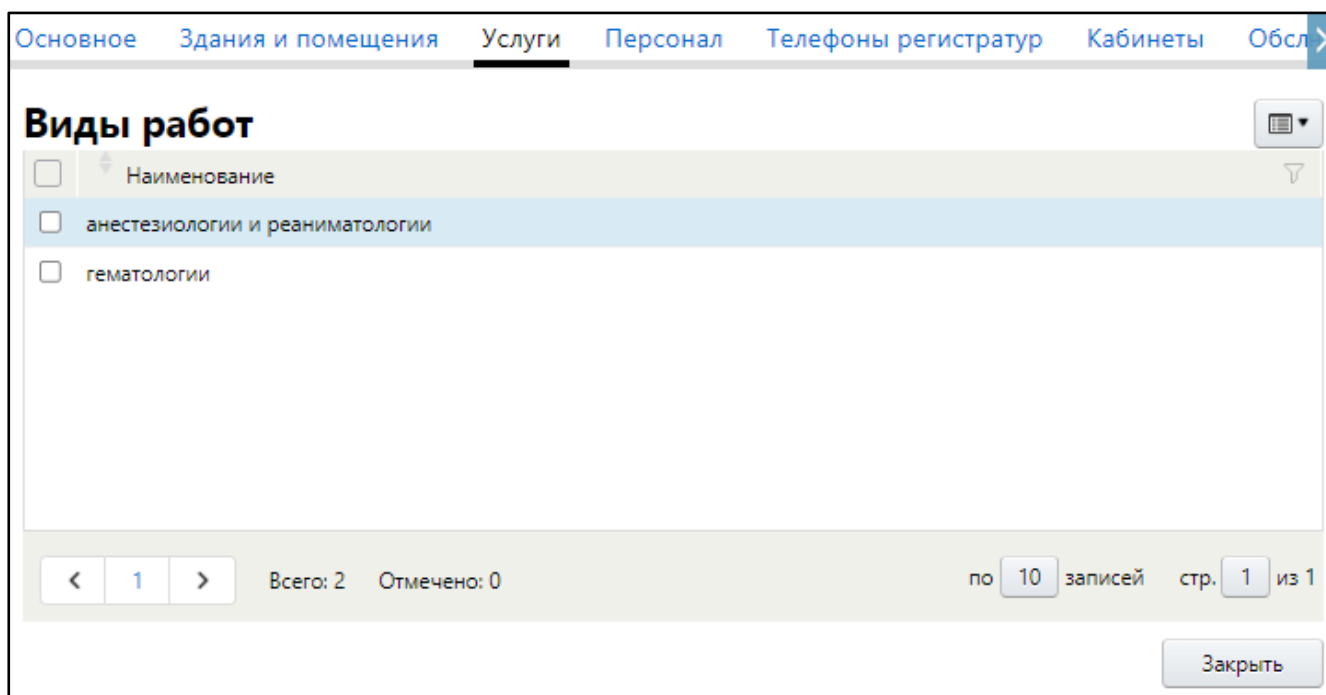 Основное Здания и помещения Услуги Персонал Телефоны регистратур Кабинеты
Виды работ
Наименование
анестезиологии и реаниматологии
гематологии
1 Всего: 2 Отмечено: 0 по 10 записей стр. 1 из 1
Закрыть